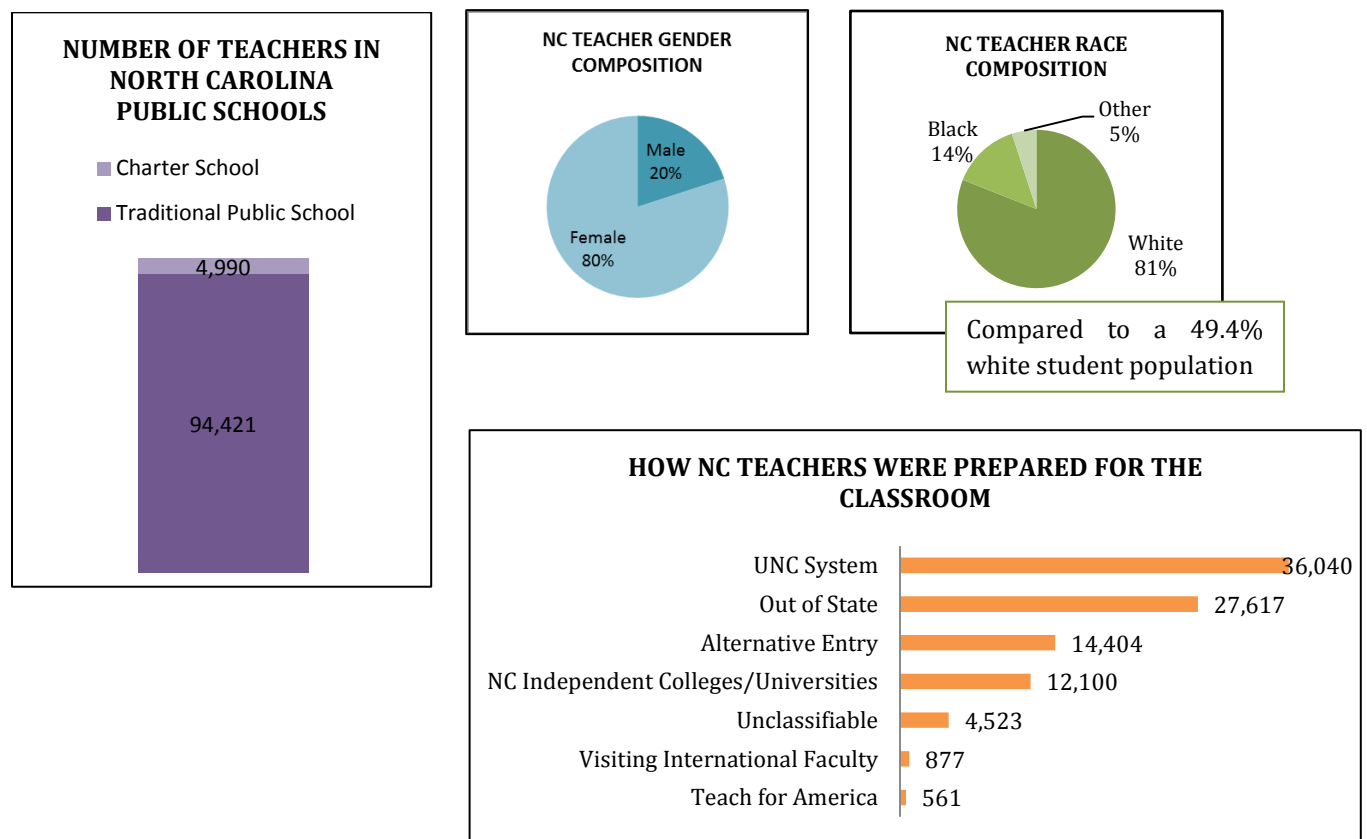 NUMBER OF TEACHERS IN
NORTH CAROLINA
PUBLIC SCHOOLS
Charter School
Traditional Public School
4,990
94,421
NC TEACHER GENDER
COMPOSITION
Male
20%
Female
80%
NC TEACHER RACE
COMPOSITION
Other
5%
Black
14%
White
81%
Compared to a 49.4%
white student population
HOW NC TEACHERS WERE PREPARED FOR THE
CLASSROOM
UNC System 36,040
Out of State 27,617
Alternative Entry 14,404
NC Independent Colleges/Universities 12,100
Unclassifiable 4,523
Visiting International Faculty 877
Teach for America 561